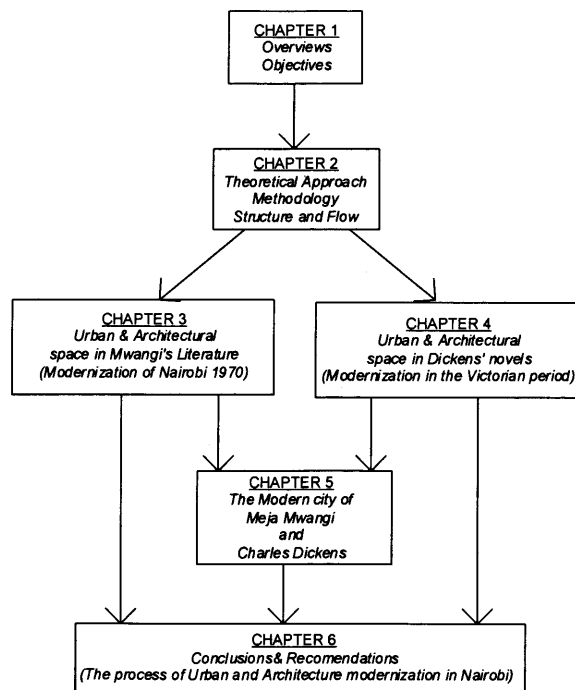 CHAPTER 1
Overviews
Objectives
CHAPTER 2
Theoretical Approach
Methodology
Structure and Flow
CHAPTER 3
Urban & Architectural
space in Mwangi's Literature
(Modernization of Nairobi 1970)
CHAPTER 4
Urban & Architectural
space in Dickens' novels
(Modernization in the Victorian period)
CHAPTER 5
The Modern city of
Meja Mwangi
and
Charles Dickens
CHAPTER 6
Conclusions& Recomendations
(The process of Urban and Architecture modernization in Nairobi)